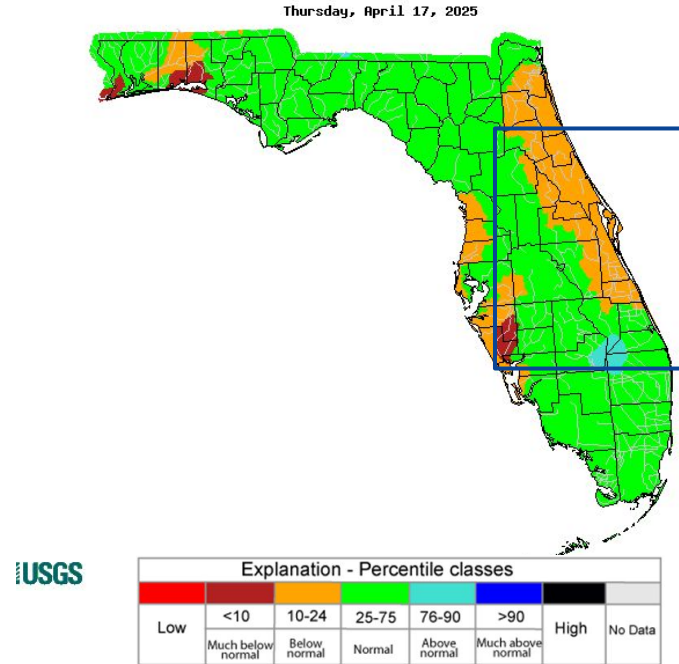 Thursday, April 17, 2025
USGS
Explanation - Percentile classes
Low
<10
10-24
25-75
76-90
>90
High
No Data
Much below
normal
Below
normal
Normal
Above
normal
Much above
normal